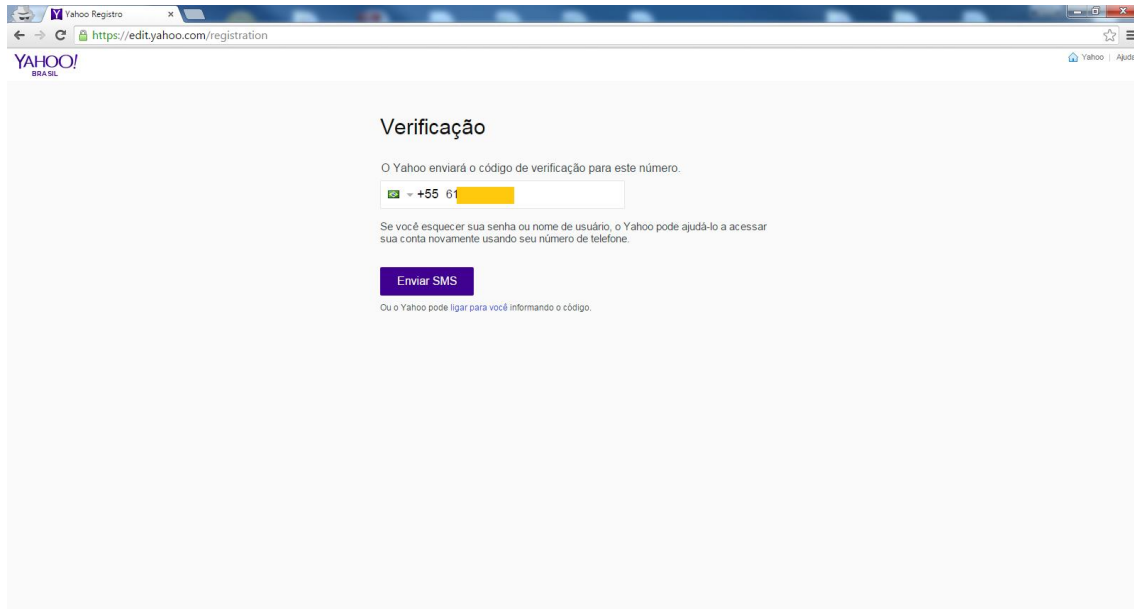 Yahoo Registro
https://edit.yahoo.com/registration
YAHOO!
BRASIL
Yahoo | Ajuda
Verificação
O Yahoo enviará o código de verificação para este número.
+55 61
Se você esquecer sua senha ou nome de usuário, o Yahoo pode ajudá-lo a acessar
sua conta novamente usando seu número de telefone.
Enviar SMS
Ou o Yahoo pode ligar para você informando o código.